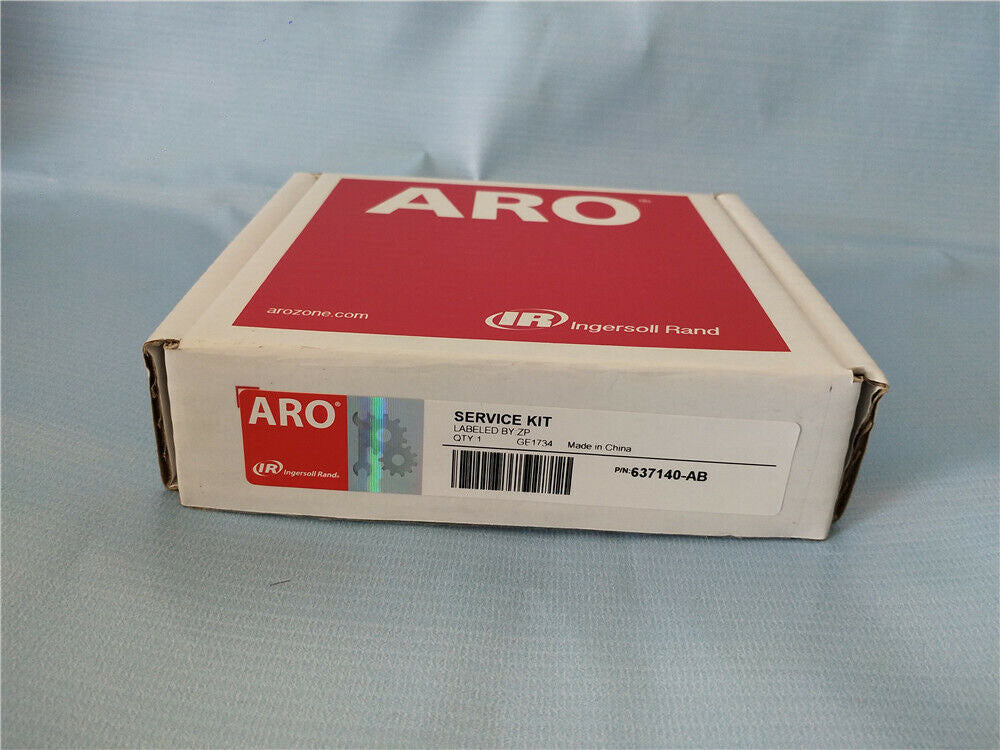 ARO®
arozone.com
IR Ingersoll Rand
ARO®
IR Ingersoll Rand®
SERVICE KIT
LABELED BY ZP
QTY 1 GE1734 Made in China
P/N:637140-AB